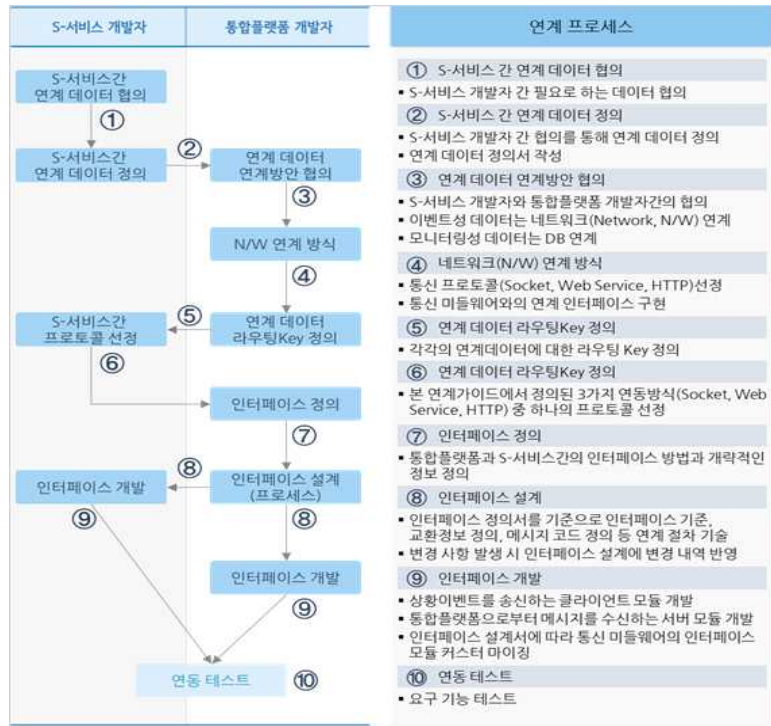 S-서비스 개발자
통합플랫폼 개발자
S-서비스간
연계 데이터 협의
①
S-서비스간
연계 데이터 정의
②
연계 데이터
연계방안 협의
③
N/W 연계 방식
④
S-서비스간
프로토콜 선정
⑤
연계 데이터
라우팅Key 정의
⑥
인터페이스 정의
⑦
인터페이스 개발
⑧
인터페이스 설계
(프로세스)
⑨
⑧
인터페이스 개발
⑨
연동 테스트
⑩
연계 프로세스
① S-서비스 간 연계 데이터 협의
▪ S-서비스 개발자 간 필요로 하는 데이터 협의
② S-서비스 간 연계 데이터 정의
▪ S-서비스 개발자 간 협의를 통해 연계 데이터 정의
▪ 연계 데이터 정의서 작성
③ 연계 데이터 연계방안 협의
▪ S-서비스 개발자와 통합플랫폼 개발자간의 협의
▪ 이벤트성 데이터는 네트워크(Network, N/W) 연계
▪ 모니터링성 데이터는 DB 연계
④ 네트워크(N/W) 연계 방식
▪ 통신 프로토콜(Socket, Web Service, HTTP)선정
▪ 통신 미들웨어와의 연계 인터페이스 구현
⑤ 연계 데이터 라우팅Key 정의
▪ 각각의 연계데이터에 대한 라우팅 Key 정의
⑥ 연계 데이터 라우팅Key 정의
▪ 본 연계가이드에서 정의된 3가지 연동방식(Socket, Web
Service, HTTP) 중 하나의 프로토콜 선정
⑦ 인터페이스 정의
▪ 통합플랫폼과 S-서비스간의 인터페이스 방법과 개략적인
정보 정의
⑧ 인터페이스 설계
▪ 인터페이스 정의서를 기준으로 인터페이스 기준,
교환정보 정의, 메시지 코드 정의 등 연계 절차 기술
▪ 변경 사항 발생 시 인터페이스 설계에 변경 내역 반영
⑨ 인터페이스 개발
▪ 상황이벤트를 송신하는 클라이언트 모듈 개발
▪ 통합플랫폼으로부터 메시지를 수신하는 서버 모듈 개발
▪ 인터페이스 설계서에 따라 통신 미들웨어의 인터페이스
모듈 커스터 마이징
⑩ 연동 테스트
▪ 요구 기능 테스트